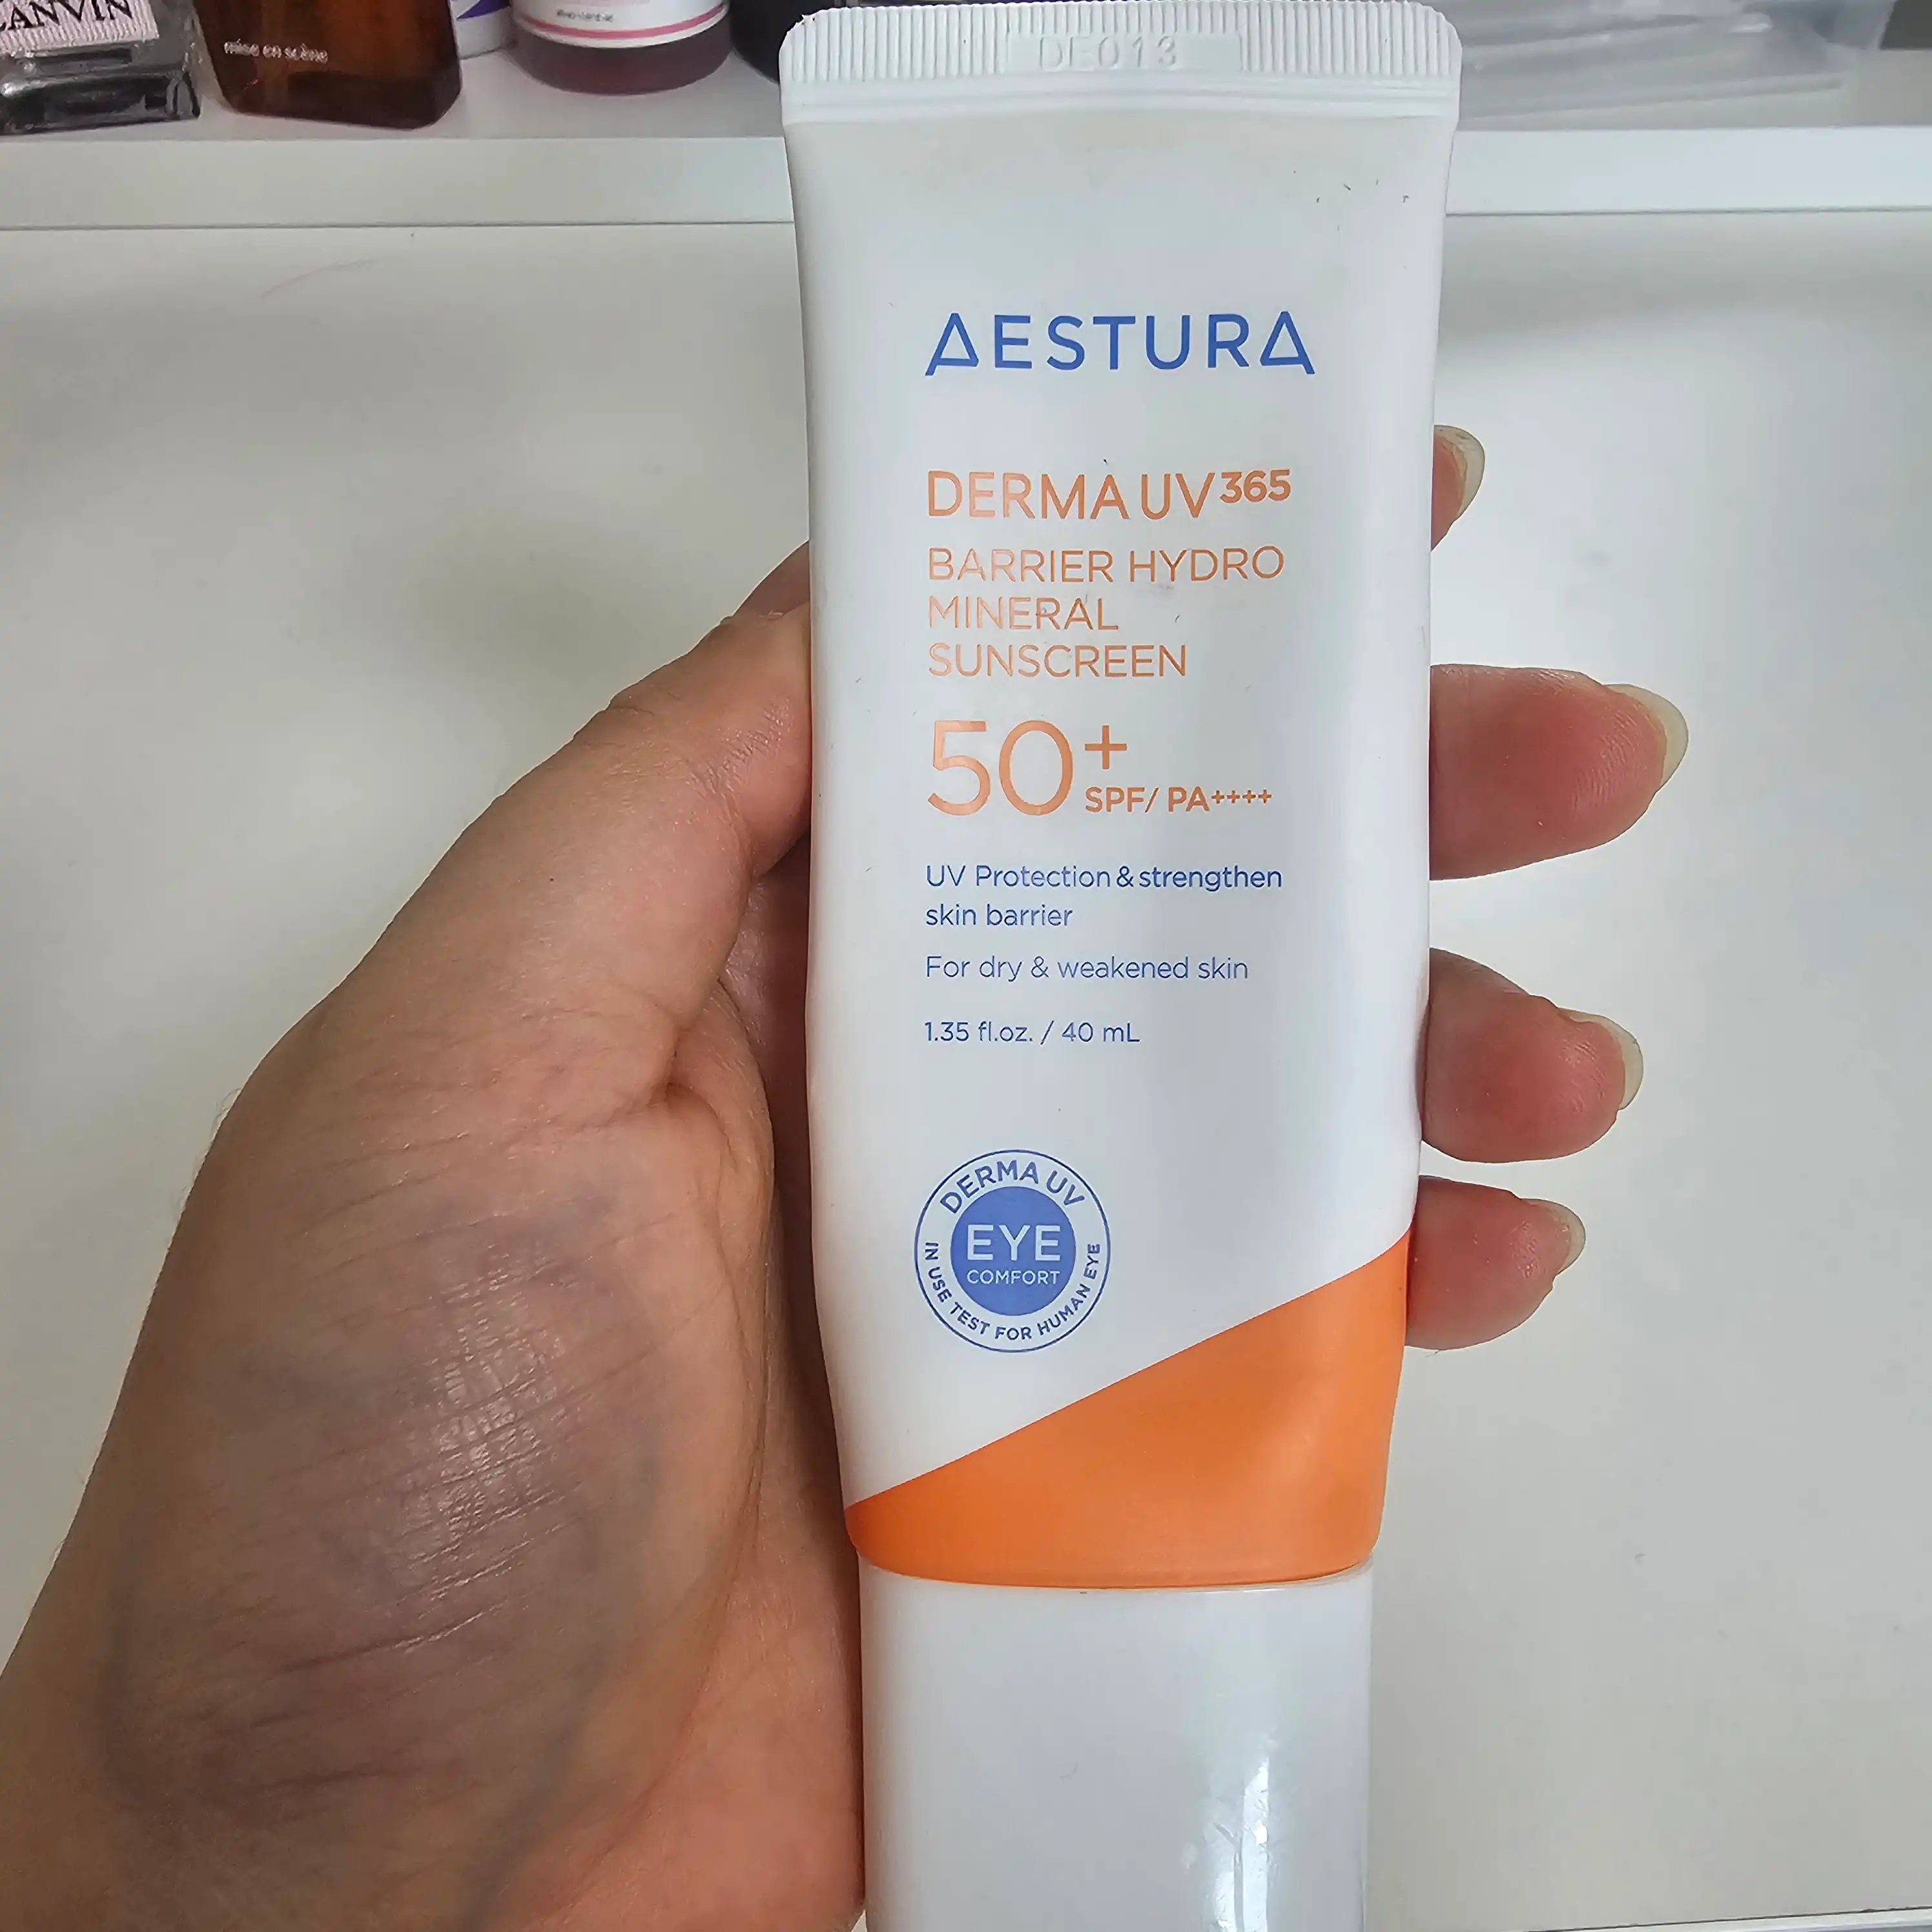 LANVIN
mise en scène
DE013
AESTURA
DERMA UV365
BARRIER HYDRO
MINERAL
SUNSCREEN
50+
SPF/ PA++++
UV Protection & strengthen
skin barrier
For dry & weakened skin
1.35 fl.oz. / 40 mL
DERMA UV
EYE
COMFORT
IN USE TEST FOR HUMAN EYE